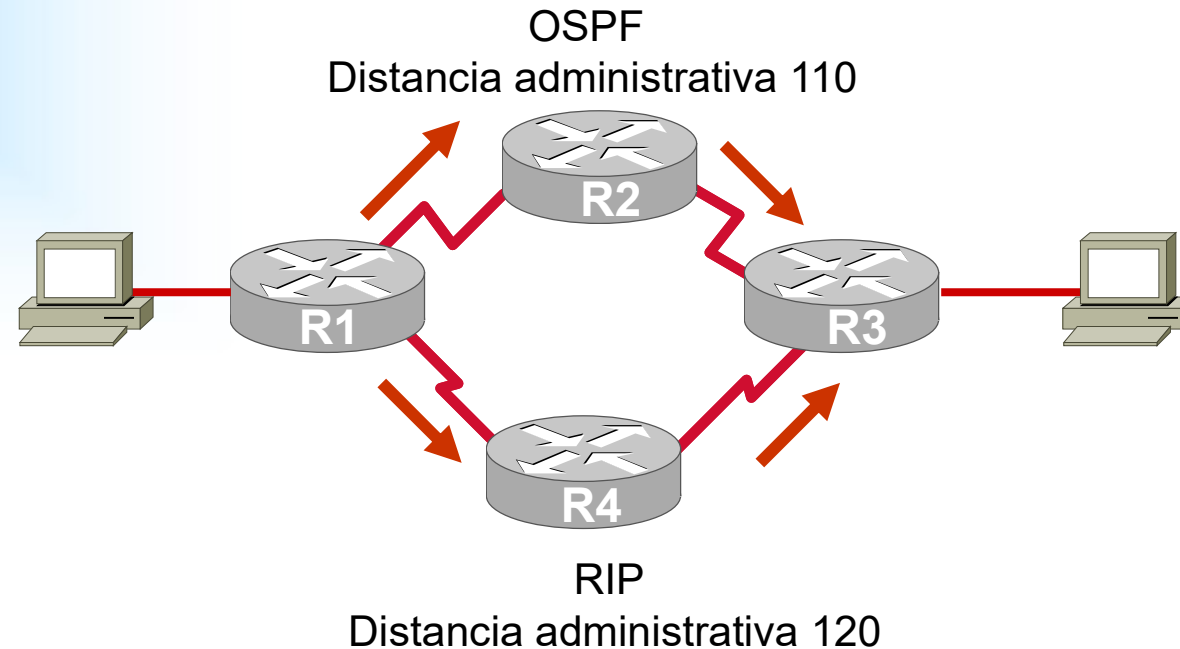 OSPF
Distancia administrativa 110
R2
R1
R3
R4
RIP
Distancia administrativa 120